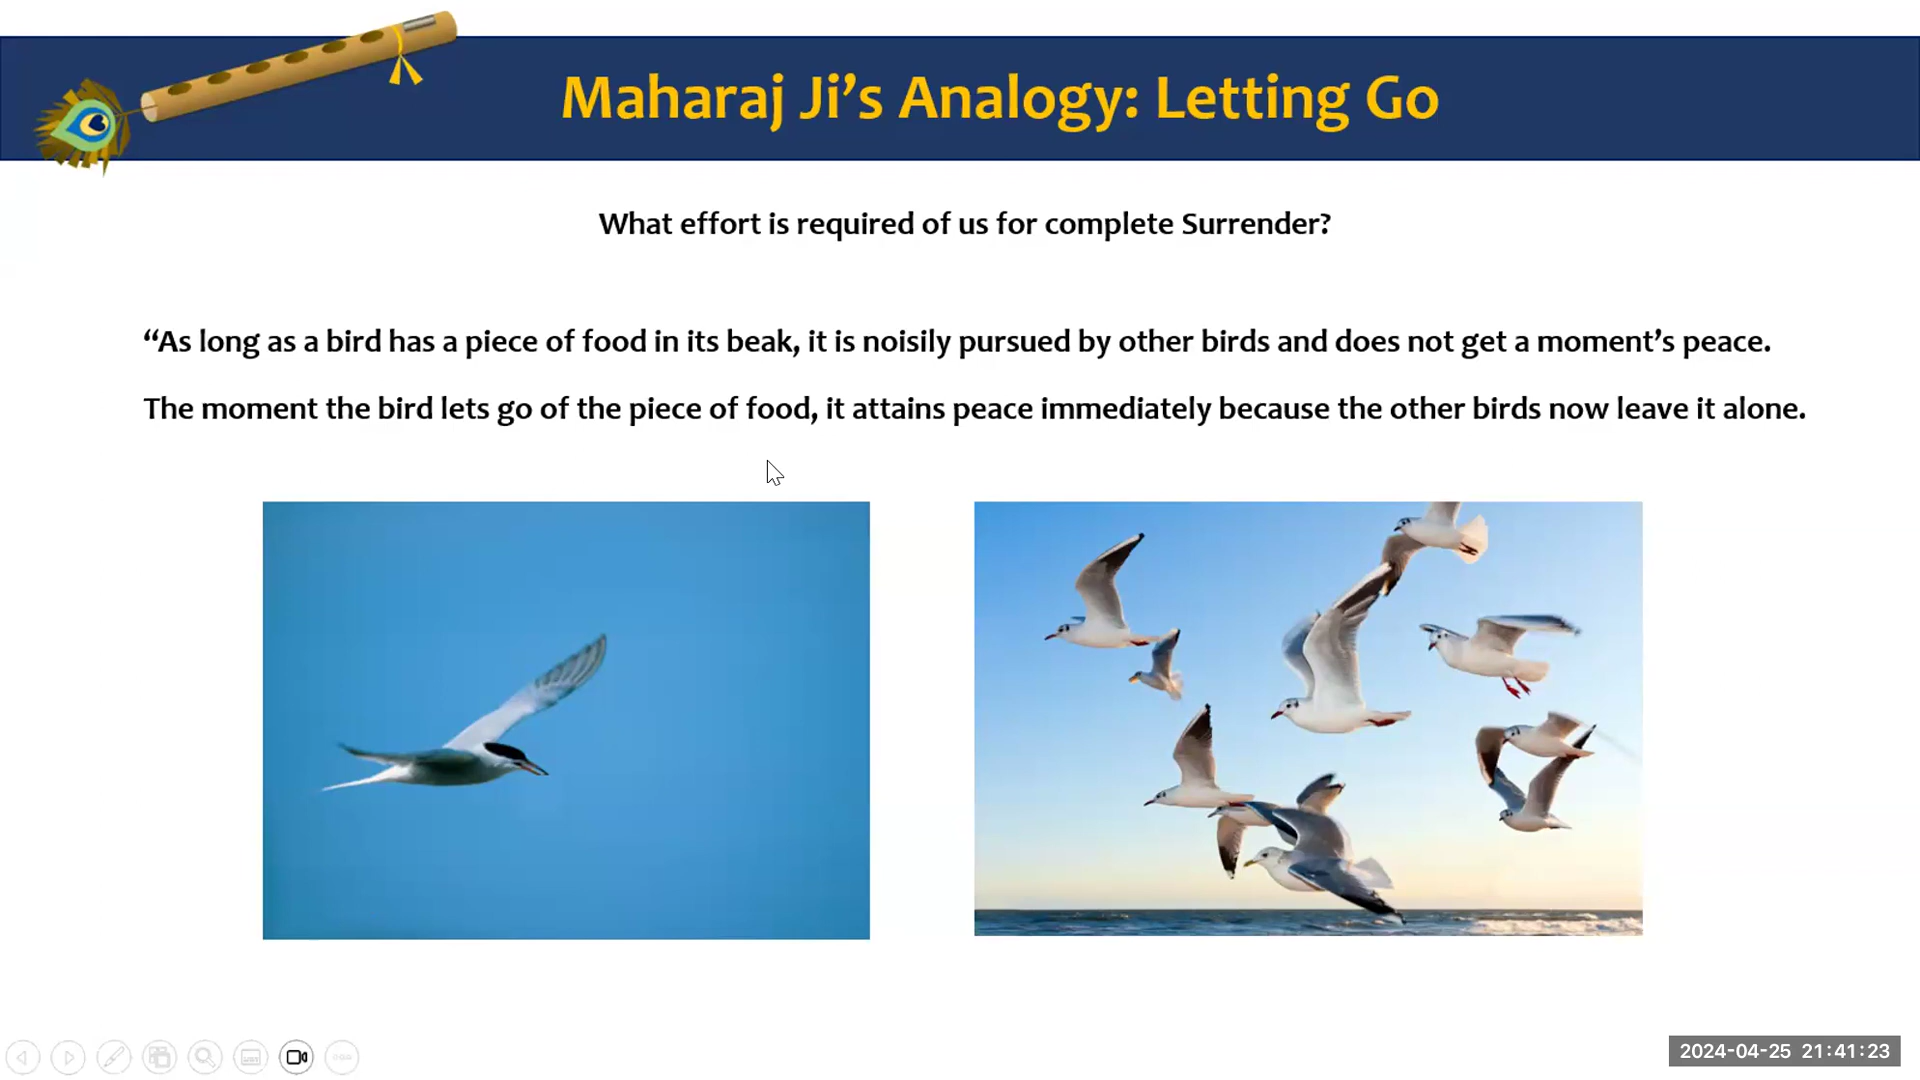 Maharaj Ji’s Analogy: Letting Go
What effort is required of us for complete Surrender?
“As long as a bird has a piece of food in its beak, it is noisily pursued by other birds and does not get a moment’s peace.
The moment the bird lets go of the piece of food, it attains peace immediately because the other birds now leave it alone.
2024-04-25 21:41:23